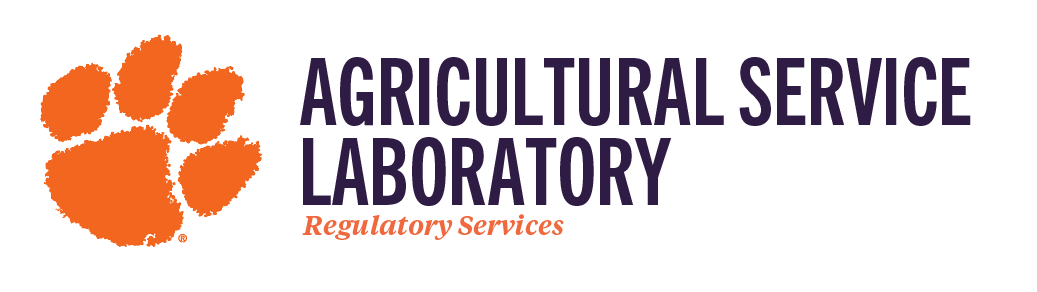 AGRICULTURAL SERVICE
LABORATORY
Regulatory Services
®